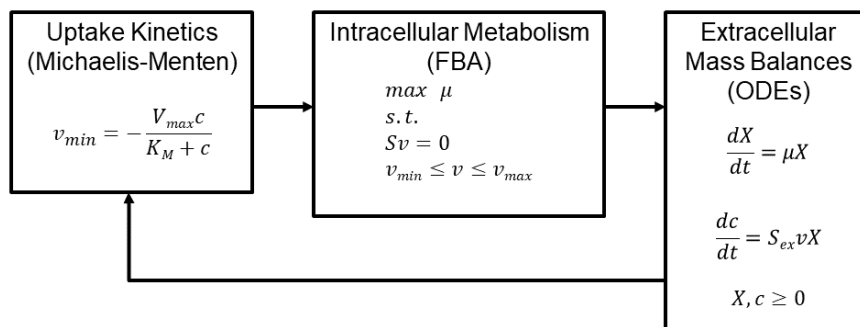 Uptake Kinetics
(Michaelis-Menten)
v_min = − V_max c / (K_M + c)
Intracellular Metabolism
(FBA)
max μ
s.t.
Sv = 0
v_min ≤ v ≤ v_max
Extracellular
Mass Balances
(ODEs)
dX/dt = μX
dc/dt = S_ex vX
X, c ≥ 0